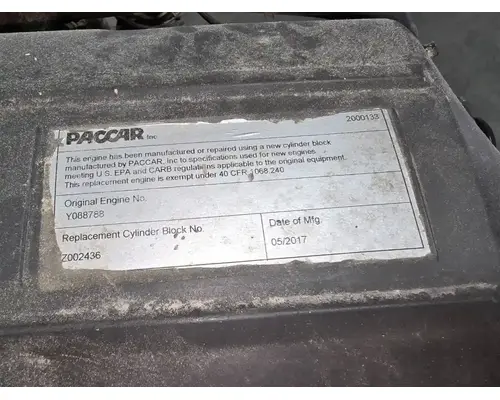 PACCAR Inc
2000133
This engine has been manufactured or repaired using a new cylinder block
manufactured by PACCAR, Inc to specifications used for new engines,
meeting U.S. EPA and CARB regulations applicable to the original equipment.
This replacement engine is exempt under 40 CFR 1068.240
Original Engine No.
Y088788
Replacement Cylinder Block No
Z002436
Date of Mfg.
05/2017